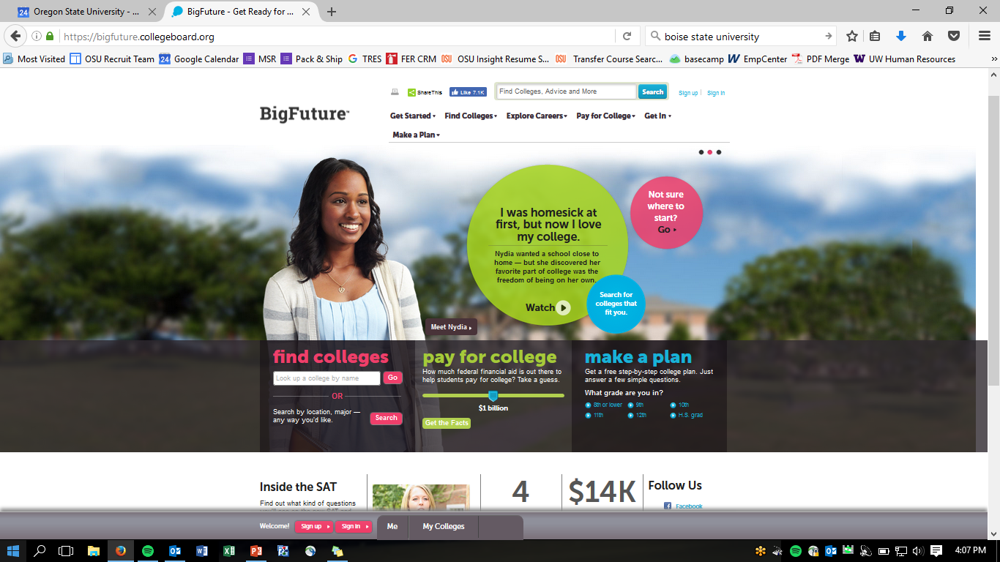 Oregon State University - ...
BigFuture - Get Ready for ...
https://bigfuture.collegeboard.org
boise state university
Most Visited
OSU Recruit Team
24 Google Calendar
MSR
Pack & Ship
TRES
FER CRM
OSU OSU Insight Resume S...
OSU Transfer Course Searc...
basecamp
EmpCenter
PDF Merge
UW Human Resources
ShareThis
Like 7.1K
Find Colleges, Advice and More
Search
Sign up
Sign in
BigFuture™
Get Started
Find Colleges
Explore Careers
Pay for College
Get In
Make a Plan
I was homesick at
first, but now I love
my college.
Nydia wanted a school close to
home — but she discovered her
favorite part of college was the
freedom of being on her own.
Watch
Not sure
where to
start?
Go
Search for
colleges that
fit you.
Meet Nydia
find colleges
Look up a college by name
Go
OR
Search by location, major —
any way you'd like.
Search
pay for college
How much federal financial aid is out there to
help students pay for college? Take a guess.
$1 billion
Get the Facts
make a plan
Get a free step-by-step college plan. Just
answer a few simple questions.
What grade are you in?
8th or lower
9th
10th
11th
12th
H.S. grad
Inside the SAT
Find out what kind of questions
4
$14K
Follow Us
Facebook
Welcome!
Sign up
Sign in
Me
My Colleges
4:07 PM